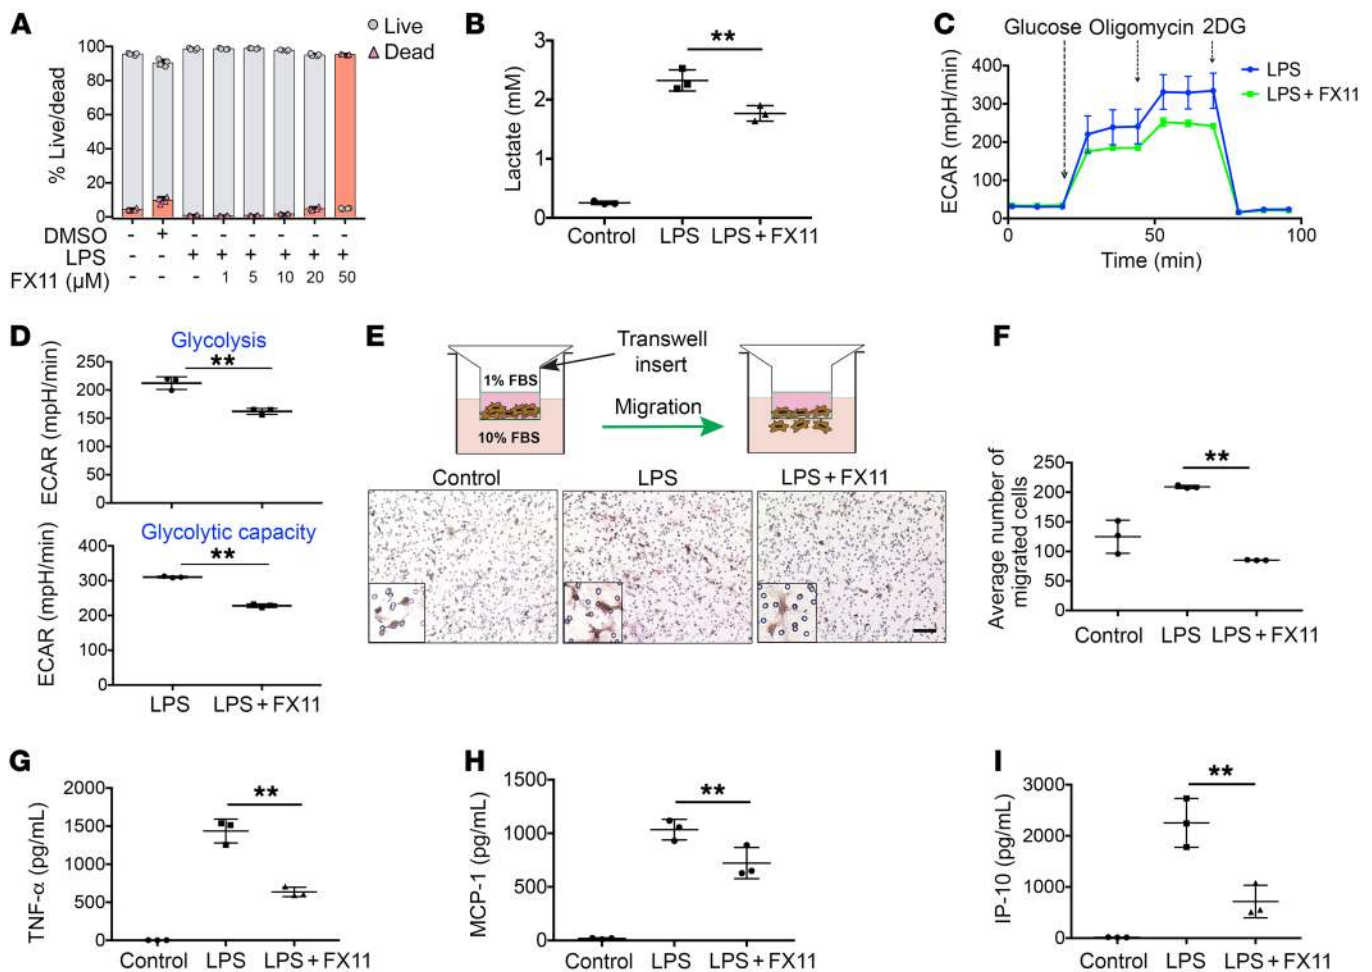 A
Live
Dead
% Live/dead
100
80
60
40
20
0
DMSO - + - - - - - -
LPS - - + + + + + +
FX11 (μM) - - - 1 5 10 20 50
B
**
Lactate (mM)
3
2
1
0
Control LPS LPS + FX11
C
Glucose Oligomycin 2DG
LPS
LPS + FX11
ECAR (mpH/min)
400
300
200
100
0
0 50 100
Time (min)
D
Glycolysis
**
ECAR (mpH/min)
250
200
150
100
50
0
Glycolytic capacity
**
ECAR (mpH/min)
400
300
200
100
0
LPS LPS + FX11
E
Transwell
insert
1% FBS
Migration
10% FBS
Control LPS LPS + FX11
F
**
Average number of
migrated cells
250
200
150
100
50
0
Control LPS LPS + FX11
G
**
TNF-α (pg/mL)
2000
1500
1000
500
0
Control LPS LPS + FX11
H
**
MCP-1 (pg/mL)
1500
1000
500
0
Control LPS LPS + FX11
I
**
IP-10 (pg/mL)
3000
2000
1000
0
Control LPS LPS + FX11